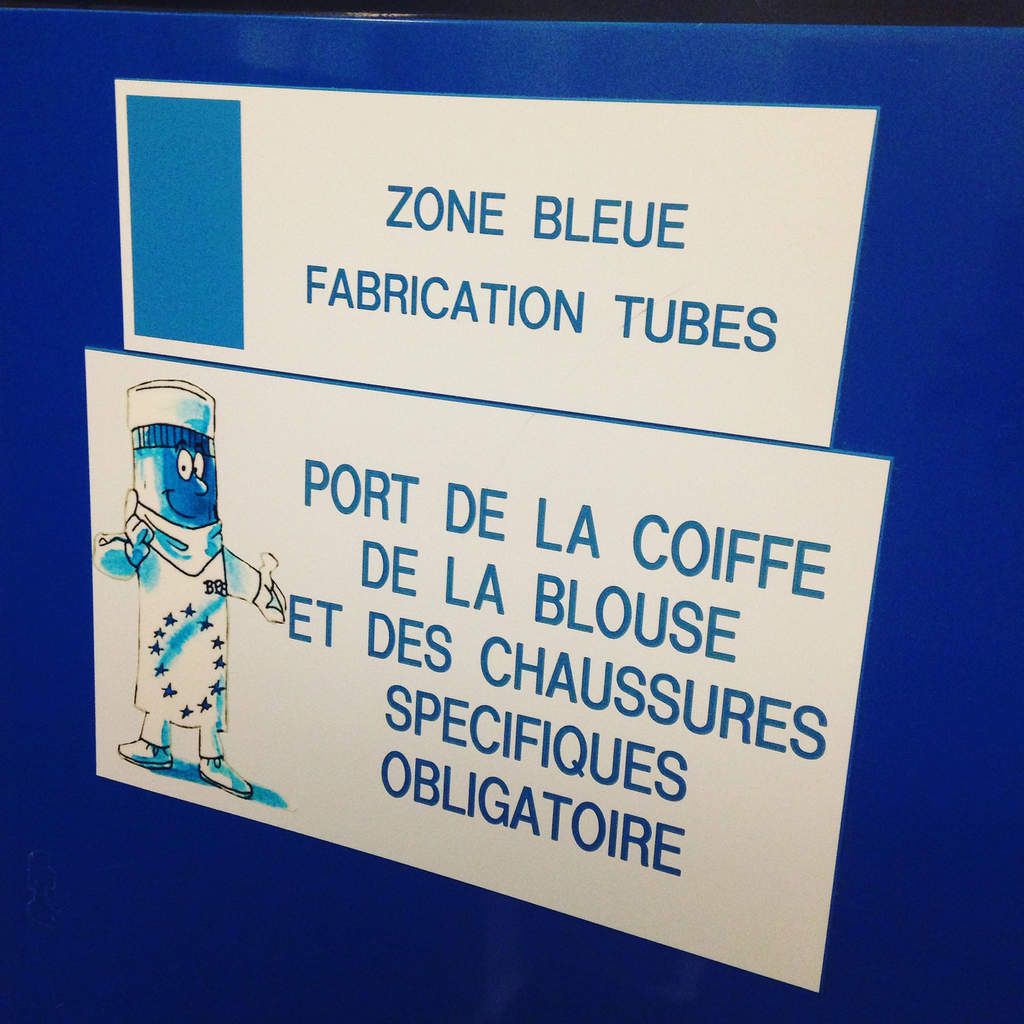 ZONE BLEUE
FABRICATION TUBES
PORT DE LA COIFFE
DE LA BLOUSE
ET DES CHAUSSURES
SPECIFIQUES
OBLIGATOIRE